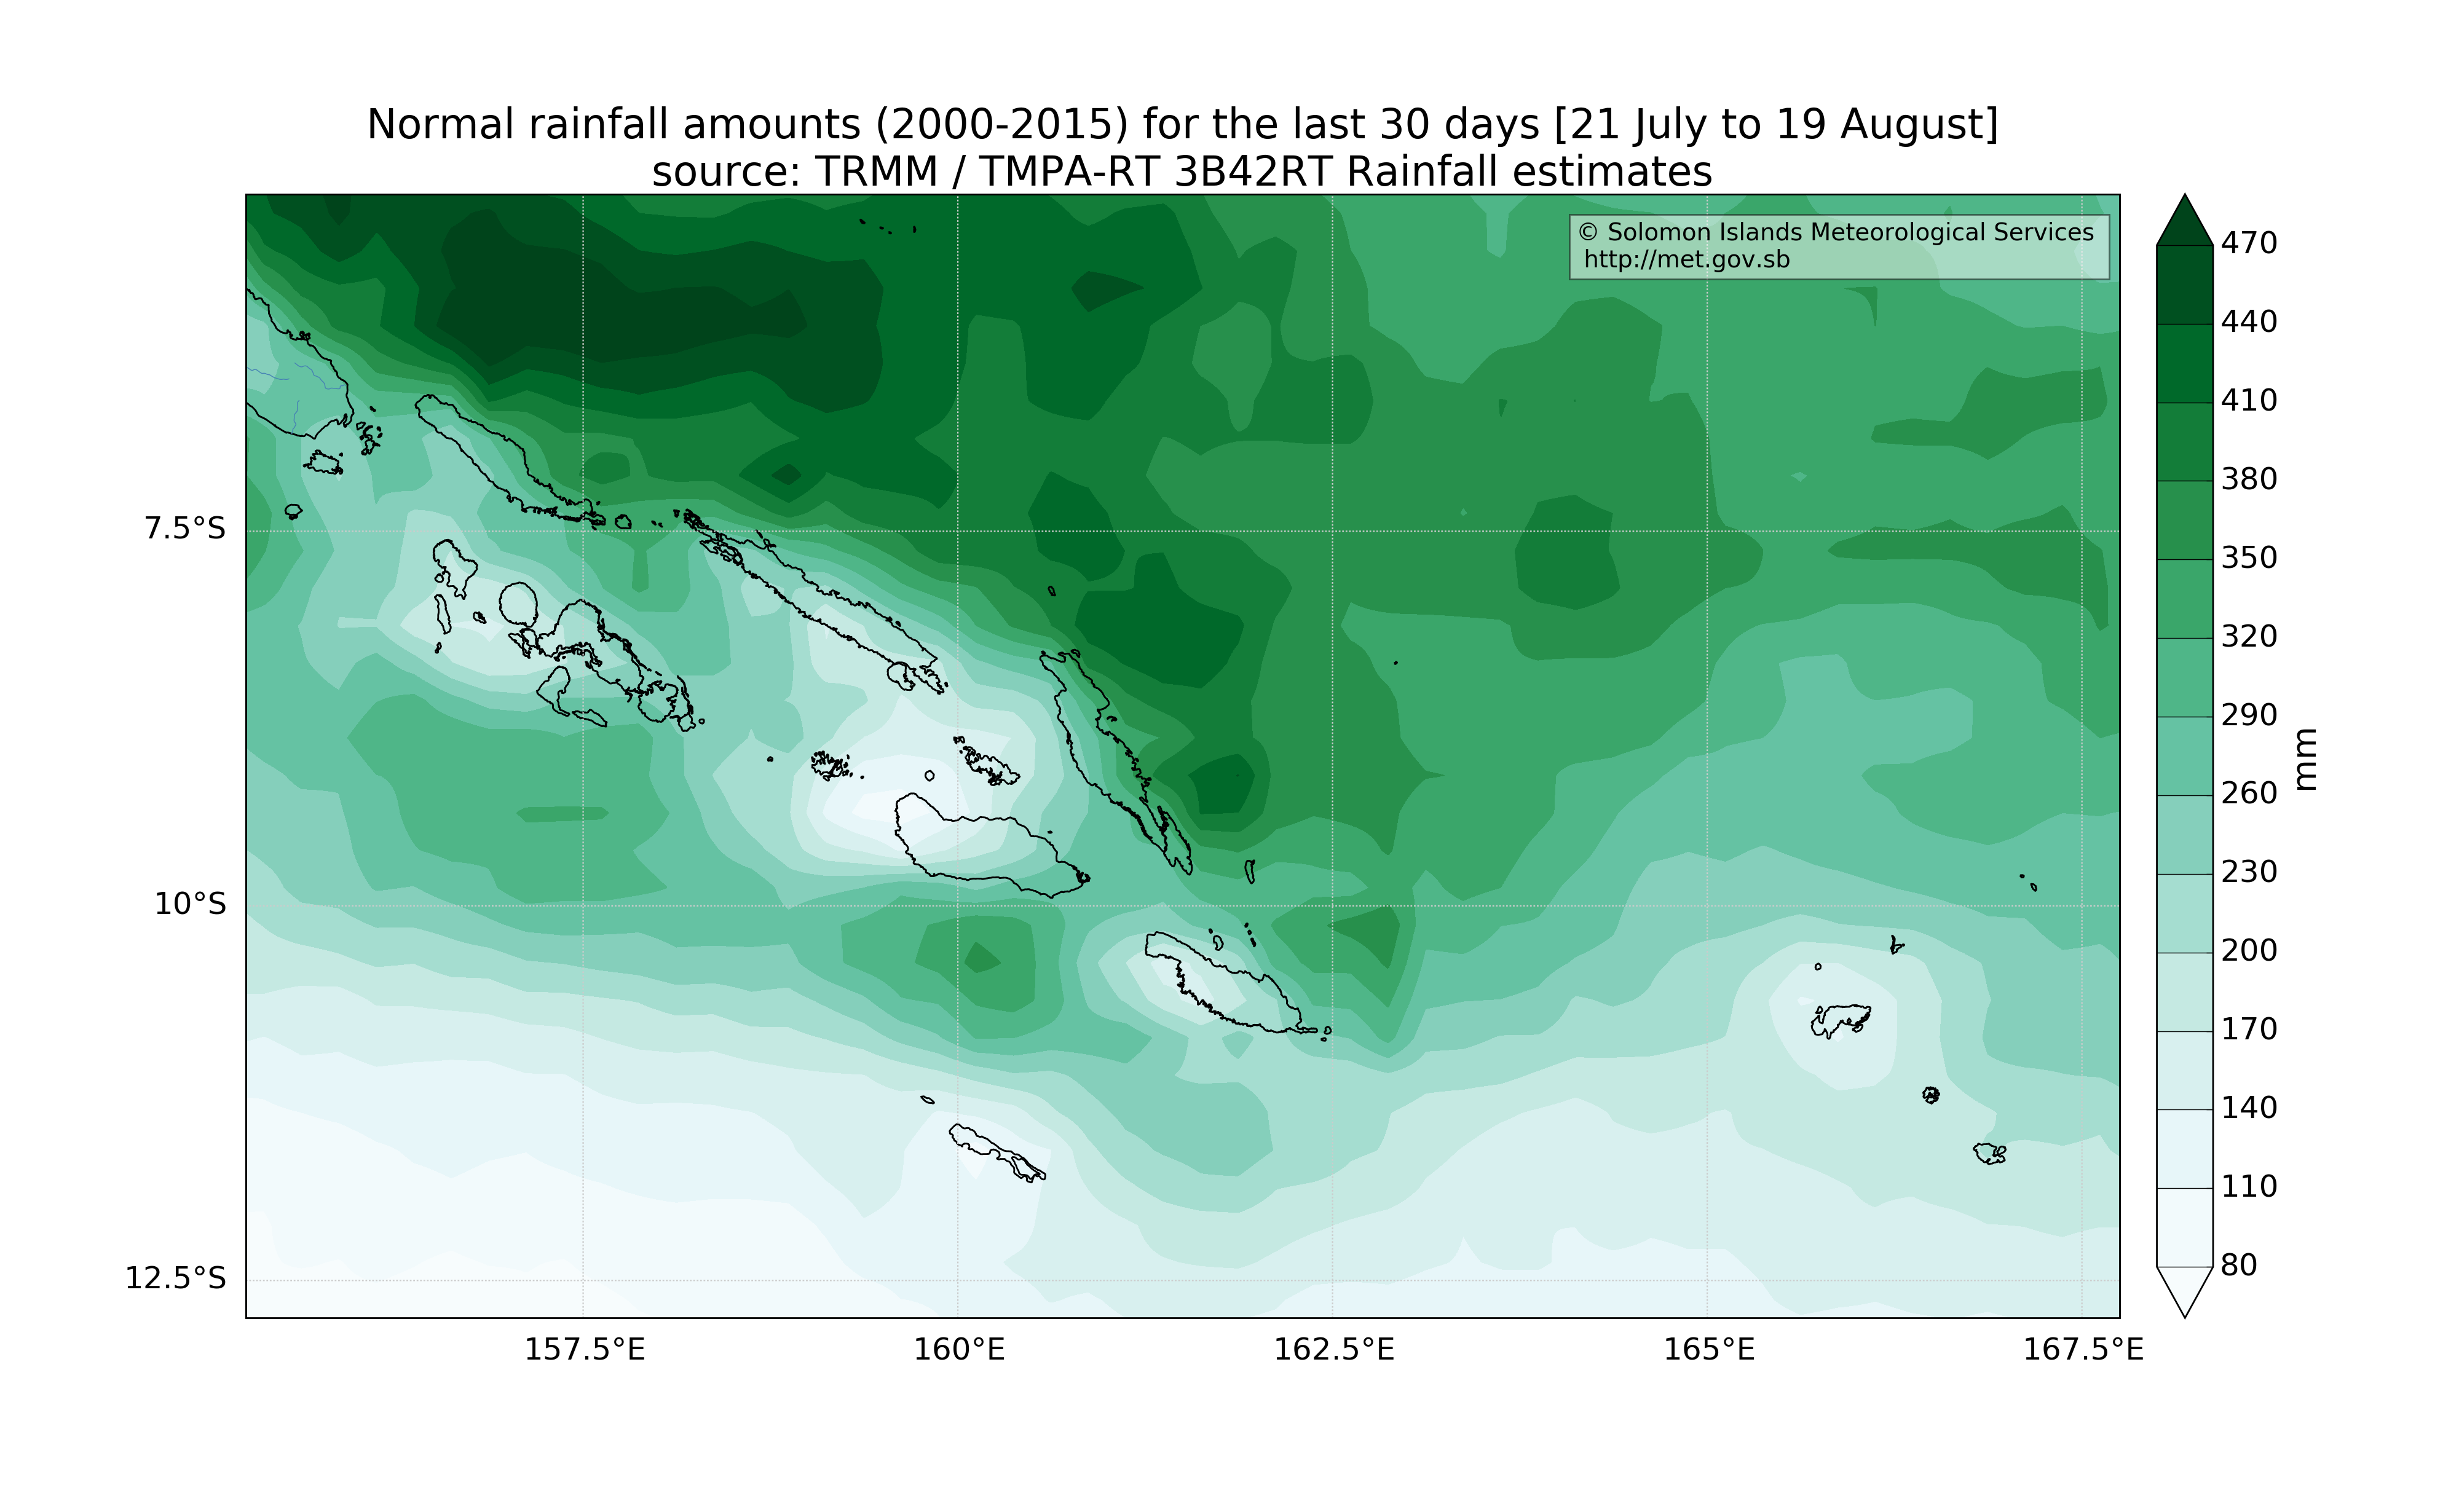 Normal rainfall amounts (2000-2015) for the last 30 days [21 July to 19 August]
source: TRMM / TMPA-RT 3B42RT Rainfall estimates
© Solomon Islands Meteorological Services
http://met.gov.sb
7.5°S
10°S
12.5°S
157.5°E
160°E
162.5°E
165°E
167.5°E
470
440
410
380
350
320
290
260
230
200
170
140
110
80
mm